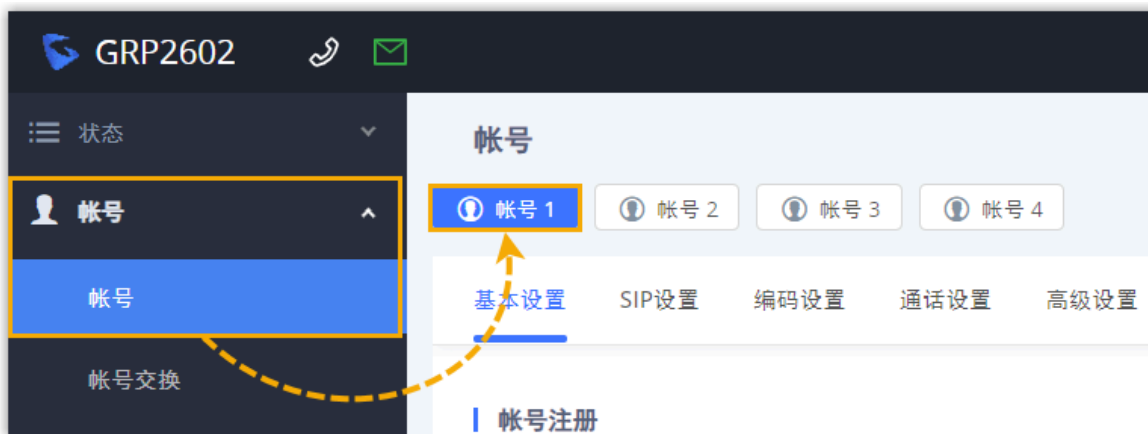 GRP2602
状态
帐号
帐号
帐号交换
帐号
帐号 1 帐号 2 帐号 3 帐号 4
基本设置 SIP设置 编码设置 通话设置 高级设置
帐号注册